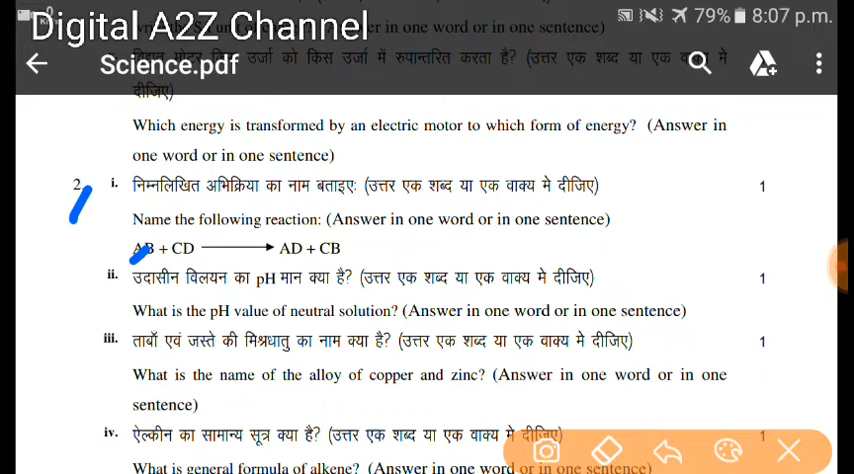 Digital A2Z Channel
79% 8:07 p.m.
er in one word or in one sentence)
Science.pdf
उर्जा को किस उर्जा में रुपान्तरित करता है? (उत्तर एक शब्द या एक वाक्य मे
दीजिए)
Which energy is transformed by an electric motor to which form of energy? (Answer in
one word or in one sentence)
2. i. निम्नलिखित अभिक्रिया का नाम बताइए: (उत्तर एक शब्द या एक वाक्य मे दीजिए) 1
Name the following reaction: (Answer in one word or in one sentence)
AB + CD ⟶ AD + CB
ii. उदासीन विलयन का pH मान क्या है? (उत्तर एक शब्द या एक वाक्य मे दीजिए) 1
What is the pH value of neutral solution? (Answer in one word or in one sentence)
iii. ताबाँ एवं जस्ते की मिश्रधातु का नाम क्या है? (उत्तर एक शब्द या एक वाक्य मे दीजिए) 1
What is the name of the alloy of copper and zinc? (Answer in one word or in one
sentence)
iv. ऐल्कीन का सामान्य सूत्र क्या है? (उत्तर एक शब्द या एक वाक्य मे दीजिए) 1
What is general formula of alkene? (Answer in one word or in one sentence)